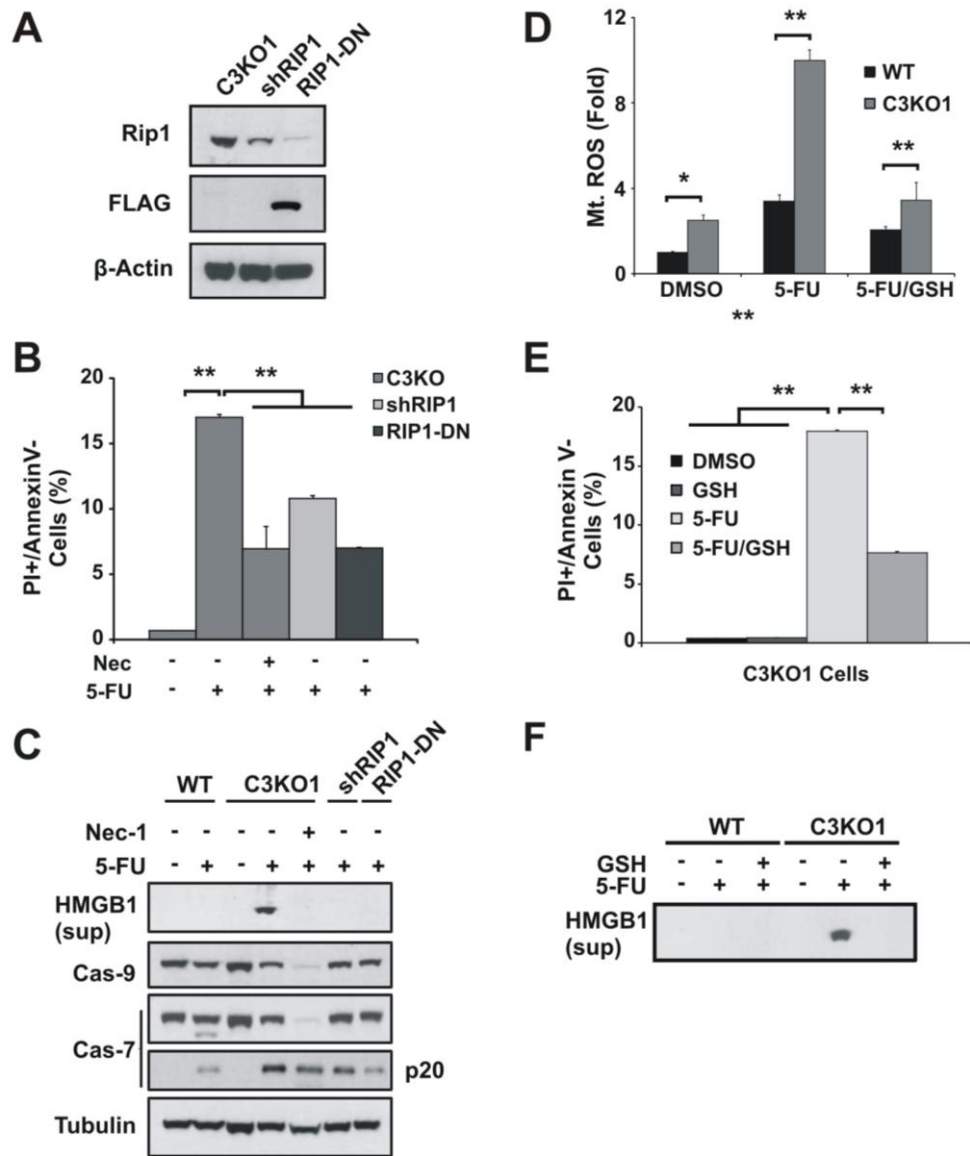 A
C3KO1 shRIP1 RIP1-DN
Rip1
FLAG
β-Actin
B
20
15
10
5
0
PI+/AnnexinV-
Cells (%)
** **
C3KO
shRIP1
RIP1-DN
Nec - - + - -
5-FU - + + + +
C
WT C3KO1 shRIP1 RIP1-DN
Nec-1 - - - - + - -
5-FU - + - + + + +
HMGB1
(sup)
Cas-9
Cas-7
p20
Tubulin
D
12
8
4
0
Mt. ROS (Fold)
* ** **
WT
C3KO1
DMSO 5-FU 5-FU/GSH
**
E
20
15
10
5
0
PI+/Annexin V-
Cells (%)
** **
DMSO
GSH
5-FU
5-FU/GSH
C3KO1 Cells
F
WT C3KO1
GSH - - + - - +
5-FU - + + - + +
HMGB1
(sup)